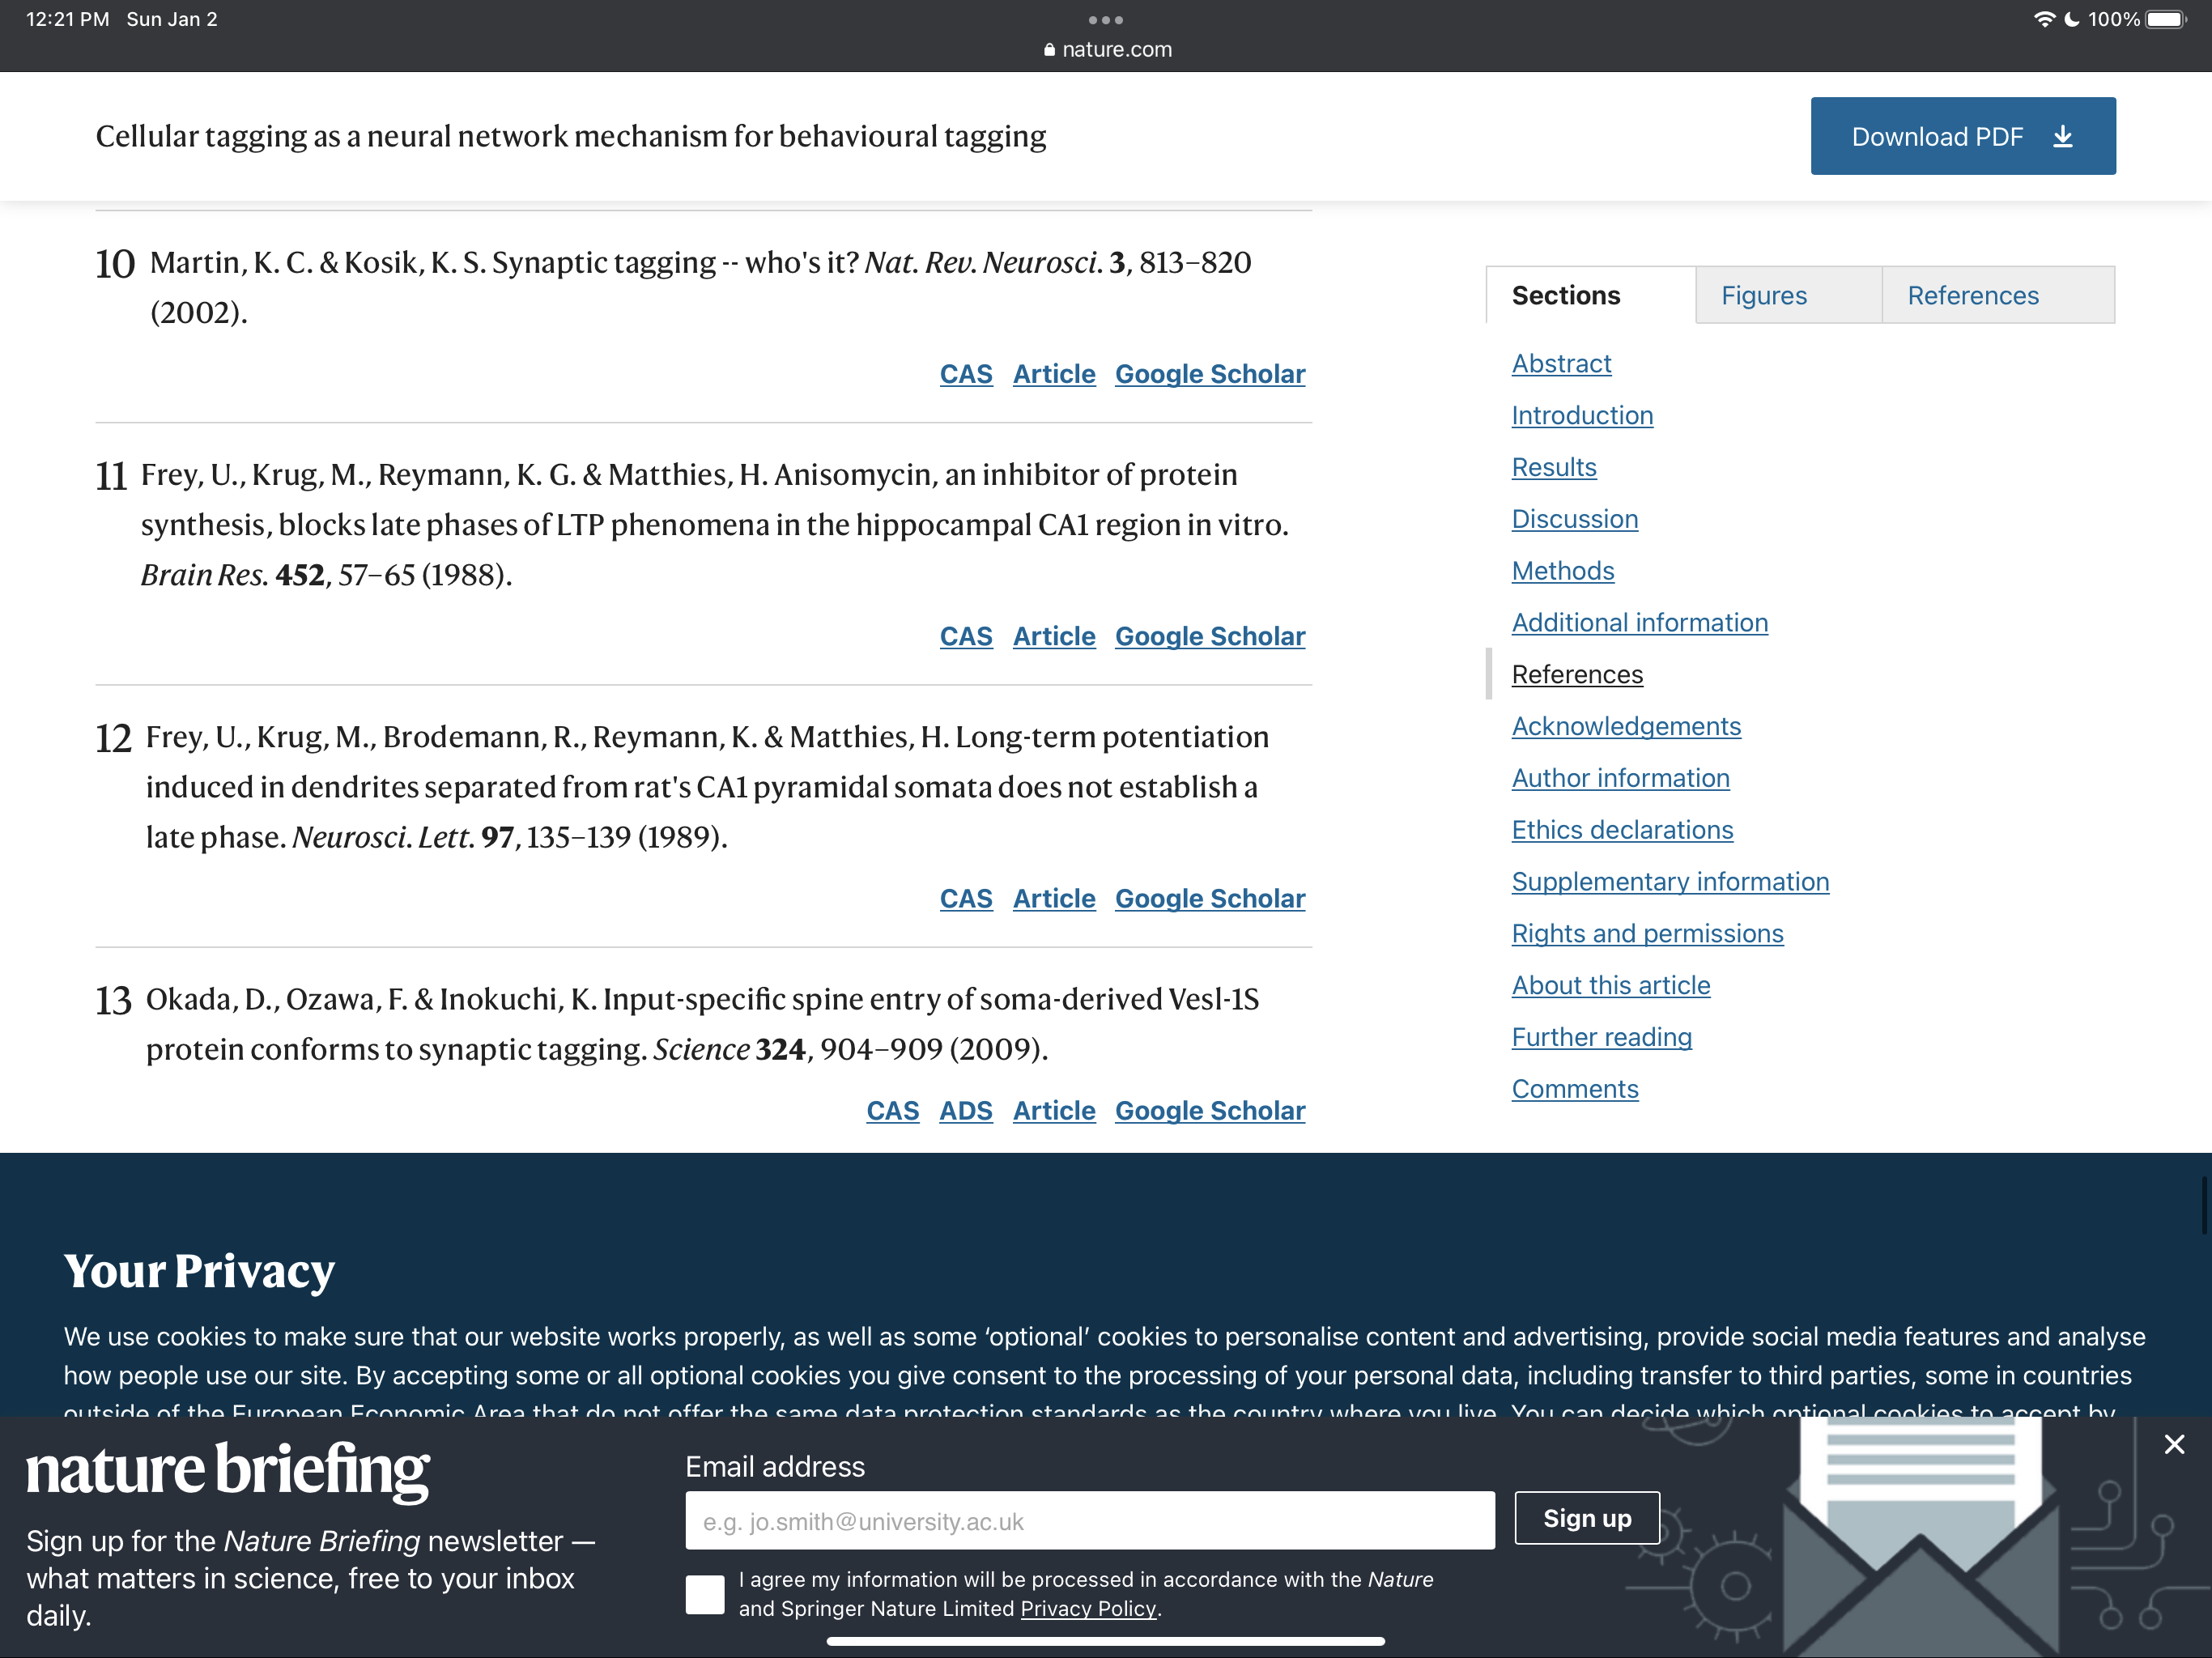 12:21 PM Sun Jan 2
100%
nature.com
Cellular tagging as a neural network mechanism for behavioural tagging
Download PDF
10 Martin, K. C. & Kosik, K. S. Synaptic tagging -- who's it? Nat. Rev. Neurosci. 3, 813–820
(2002).
CAS Article Google Scholar
11 Frey, U., Krug, M., Reymann, K. G. & Matthies, H. Anisomycin, an inhibitor of protein
synthesis, blocks late phases of LTP phenomena in the hippocampal CA1 region in vitro.
Brain Res. 452, 57–65 (1988).
CAS Article Google Scholar
12 Frey, U., Krug, M., Brodemann, R., Reymann, K. & Matthies, H. Long-term potentiation
induced in dendrites separated from rat's CA1 pyramidal somata does not establish a
late phase. Neurosci. Lett. 97, 135–139 (1989).
CAS Article Google Scholar
13 Okada, D., Ozawa, F. & Inokuchi, K. Input-specific spine entry of soma-derived Vesl-1S
protein conforms to synaptic tagging. Science 324, 904–909 (2009).
CAS ADS Article Google Scholar
Sections Figures References
Abstract
Introduction
Results
Discussion
Methods
Additional information
References
Acknowledgements
Author information
Ethics declarations
Supplementary information
Rights and permissions
About this article
Further reading
Comments
Your Privacy
We use cookies to make sure that our website works properly, as well as some ‘optional’ cookies to personalise content and advertising, provide social media features and analyse
how people use our site. By accepting some or all optional cookies you give consent to the processing of your personal data, including transfer to third parties, some in countries
outside of the European Economic Area that do not offer the same data protection standards as the country where you live. You can decide which optional cookies to accept by
nature briefing
Sign up for the Nature Briefing newsletter —
what matters in science, free to your inbox
daily.
Email address
e.g. jo.smith@university.ac.uk
Sign up
I agree my information will be processed in accordance with the Nature
and Springer Nature Limited Privacy Policy.